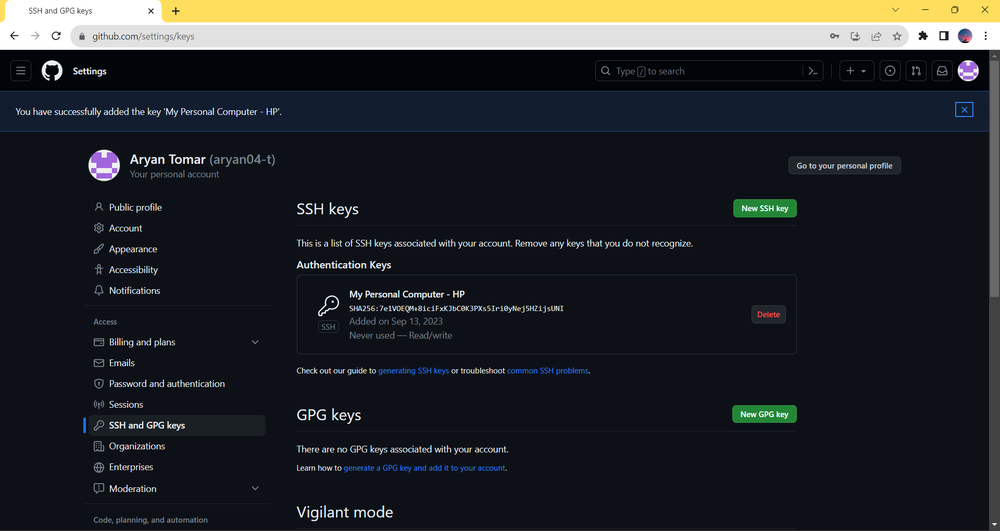 SSH and GPG keys
github.com/settings/keys
Settings
Type / to search
You have successfully added the key 'My Personal Computer - HP'.
Aryan Tomar (aryan04-t)
Your personal account
Go to your personal profile
Public profile
Account
Appearance
Accessibility
Notifications
Access
Billing and plans
Emails
Password and authentication
Sessions
SSH and GPG keys
Organizations
Enterprises
Moderation
Code, planning, and automation
SSH keys
New SSH key
This is a list of SSH keys associated with your account. Remove any keys that you do not recognize.
Authentication Keys
My Personal Computer - HP
SHA256:7e1VOEQM+8iciFxKJbC0K3PXs5Iri0yNej5HZijsUNI
SSH
Added on Sep 13, 2023
Never used — Read/write
Delete
Check out our guide to generating SSH keys or troubleshoot common SSH problems.
GPG keys
New GPG key
There are no GPG keys associated with your account.
Learn how to generate a GPG key and add it to your account.
Vigilant mode